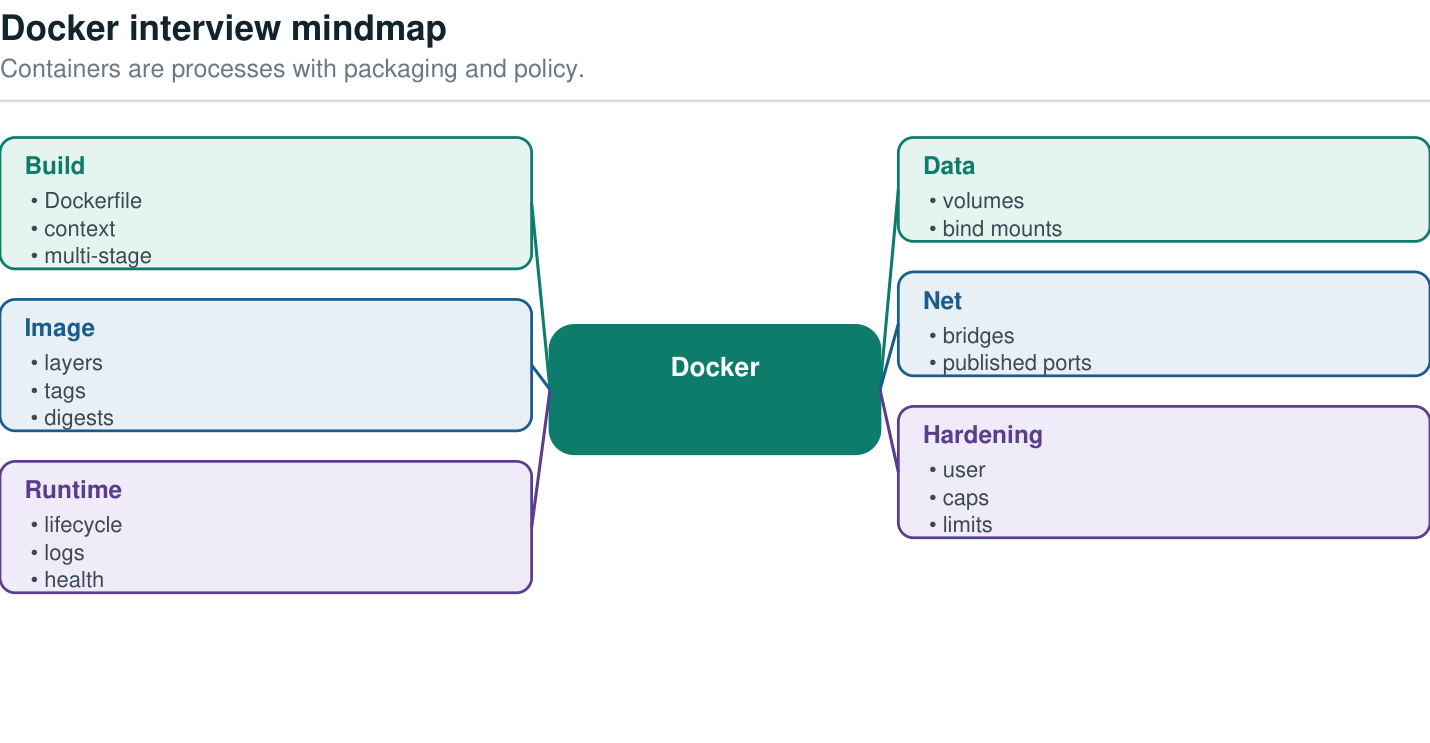 Docker interview mindmap
Containers are processes with packaging and policy.
Build
• Dockerfile
• context
• multi-stage
Image
• layers
• tags
• digests
Runtime
• lifecycle
• logs
• health
Docker
Data
• volumes
• bind mounts
Net
• bridges
• published ports
Hardening
• user
• caps
• limits